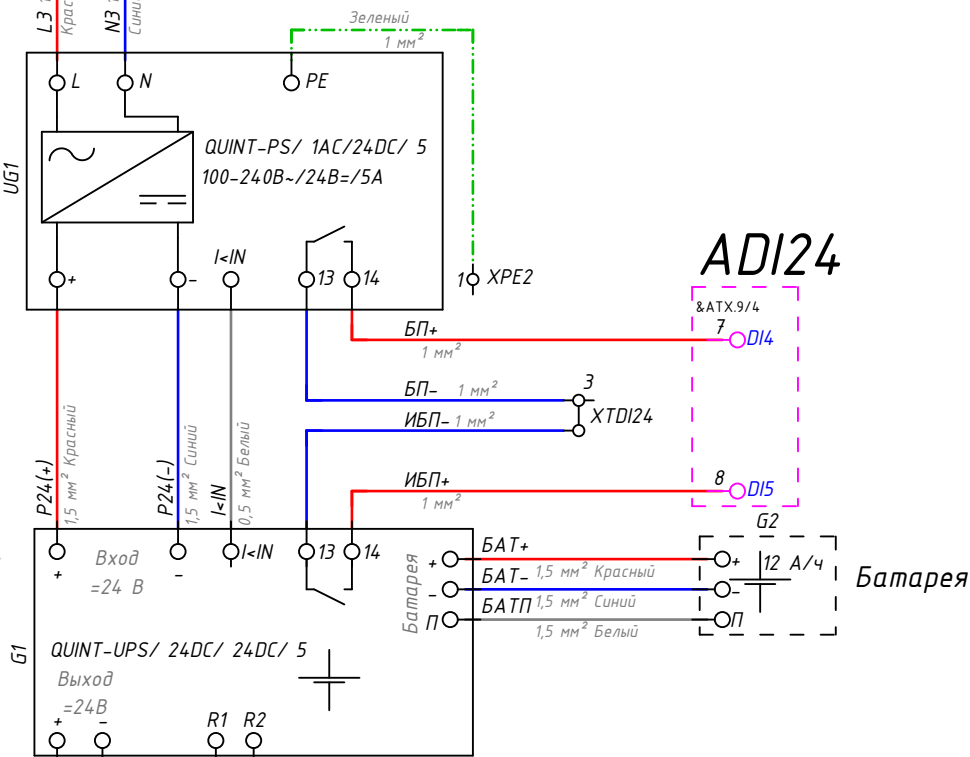 L3
Крас
N3
Сини
Зеленый
1 мм²
L
N
PE
QUINT-PS/ 1AC/24DC/ 5
100-240В~/24В=/5А
UG1
I<IN
+
-
13
14
1
XPE2
ADI24
&ATX.9/4
7
DI4
БП+
1 мм²
БП-
1 мм²
3
XTDI24
ИБП-
1 мм²
ИБП+
1 мм²
8
DI5
P24(+)
1,5 мм² Красный
P24(-)
1,5 мм² Синий
I<IN
0,5 мм² Белый
G2
+
Вход
=24 В
-
I<IN
13
14
Батарея
+
-
П
БАТ+
1,5 мм² Красный
БАТ-
1,5 мм² Синий
БАТП
1,5 мм² Белый
+
-
П
12 А/ч
Батарея
G1
QUINT-UPS/ 24DC/ 24DC/ 5
Выход
=24В
+
-
R1
R2